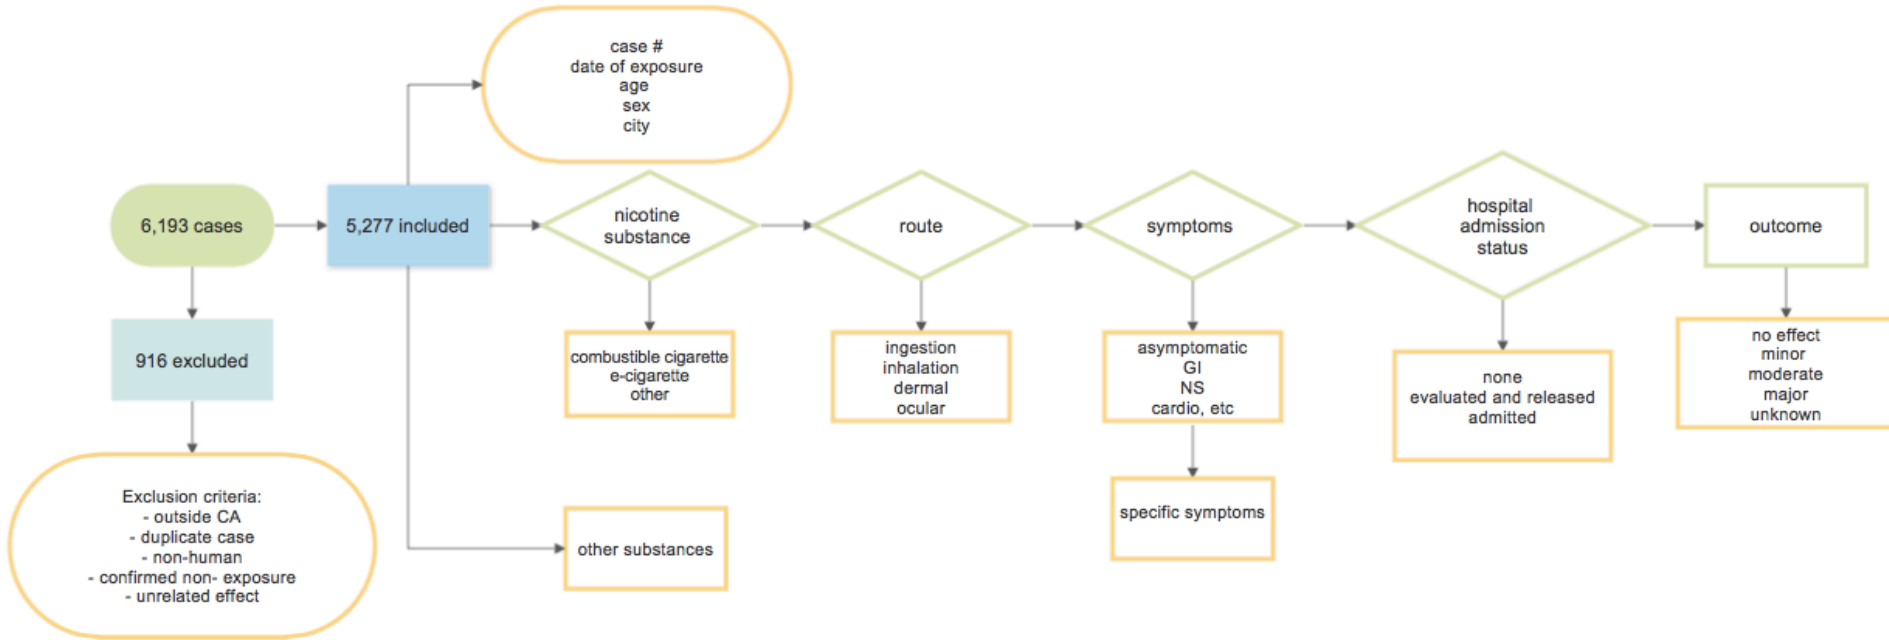 case #
date of exposure
age
sex
city
6,193 cases
5,277 included
nicotine
substance
route
symptoms
hospital
admission
status
outcome
916 excluded
combustible cigarette
e-cigarette
other
ingestion
inhalation
dermal
ocular
asymptomatic
GI
NS
cardio, etc
none
evaluated and released
admitted
no effect
minor
moderate
major
unknown
Exclusion criteria:
- outside CA
- duplicate case
- non-human
- confirmed non- exposure
- unrelated effect
other substances
specific symptoms